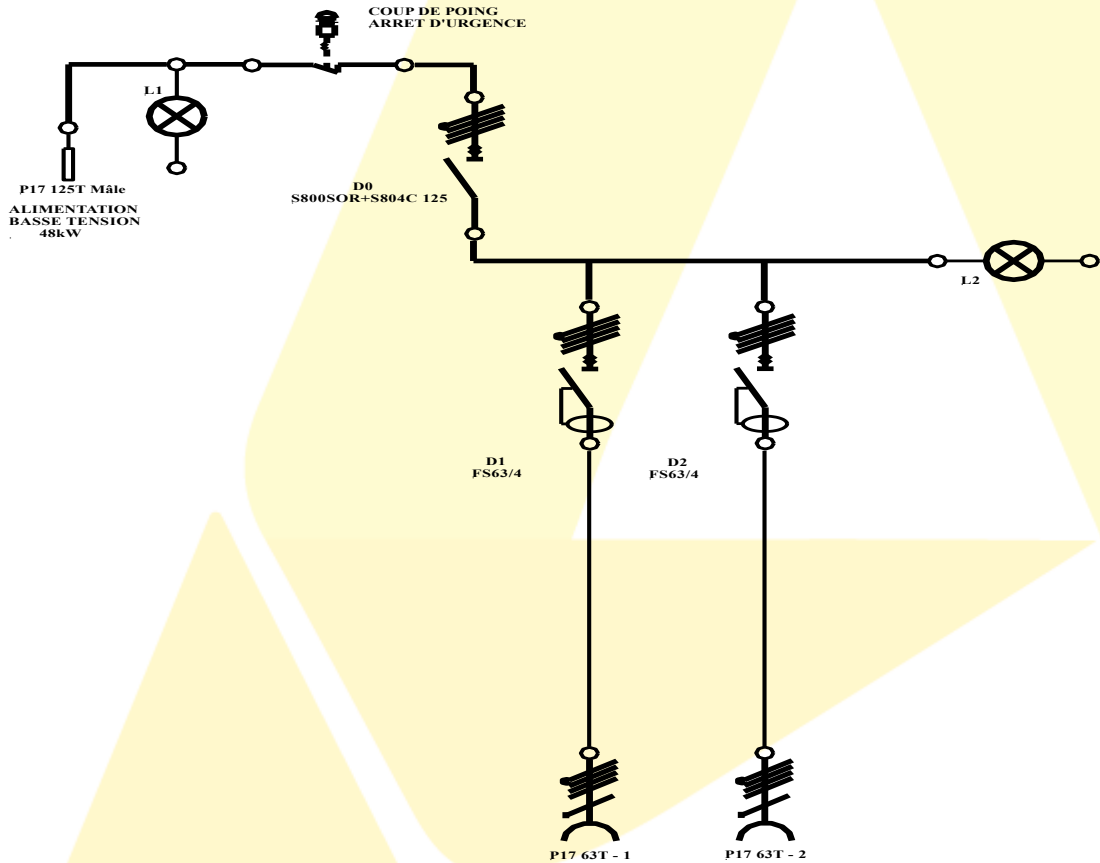 COUP DE POING
ARRET D'URGENCE
L1
P17 125T Mâle
ALIMENTATION
BASSE TENSION
48kW
D0
S800SOR+S804C 125
L2
D1
FS63/4
D2
FS63/4
P17 63T - 1
P17 63T - 2